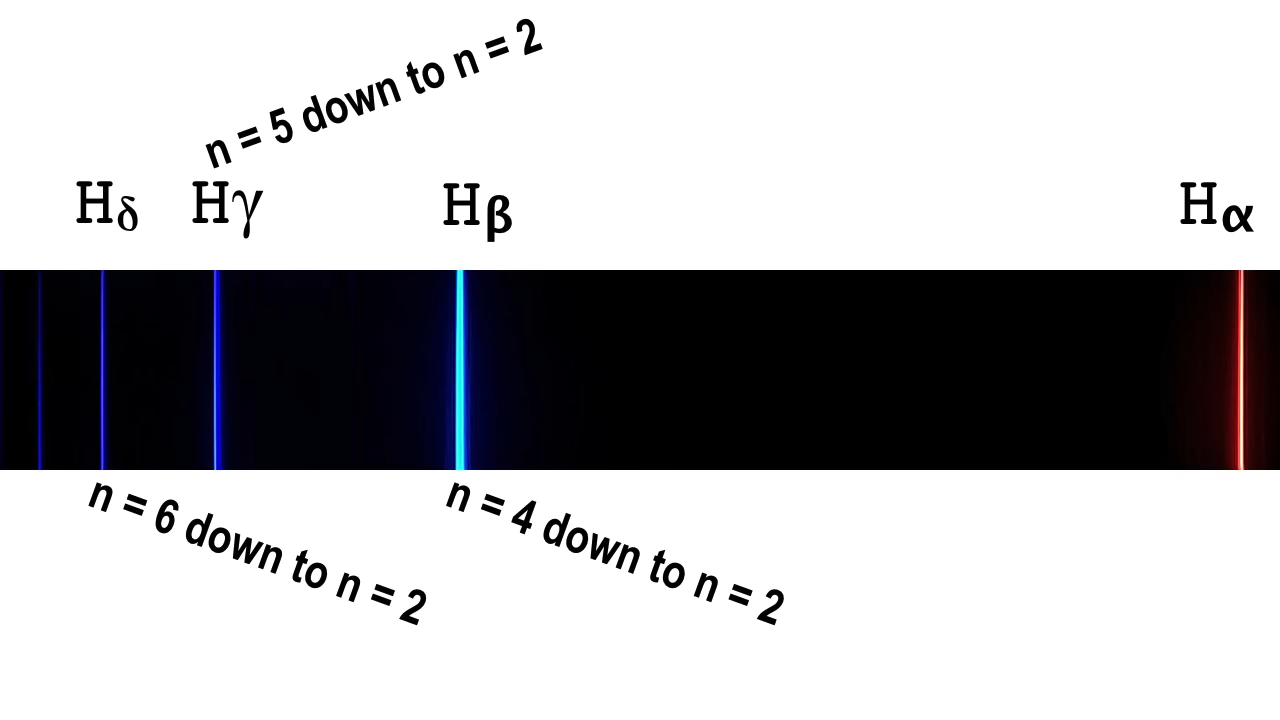 n = 5 down to n = 2
Hδ Hγ Hβ Hα
n = 6 down to n = 2
n = 4 down to n = 2